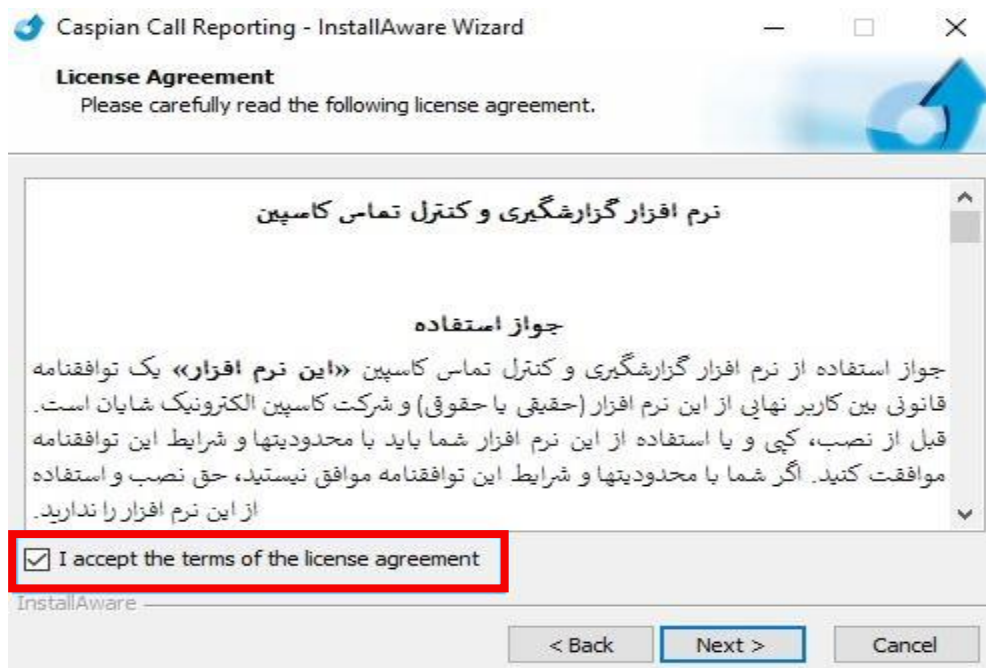 Caspian Call Reporting - InstallAware Wizard
License Agreement
Please carefully read the following license agreement.
نرم افزار گزارشگیری و کنترل تماس کاسپین
جواز استفاده
جواز استفاده از نرم افزار گزارشگیری و کنترل تماس کاسپین «این نرم افزار» یک توافقنامه
قانونی بین کاربر نهایی از این نرم افزار (حقیقی یا حقوقی) و شرکت کاسپین الکترونیک شایان است.
قبل از نصب، کپی و یا استفاده از این نرم افزار شما باید با محدودیتها و شرایط این توافقنامه
موافقت کنید. اگر شما با محدودیتها و شرایط این توافقنامه موافق نیستید، حق نصب و استفاده
از این نرم افزار را ندارید.
I accept the terms of the license agreement
InstallAware
< Back Next > Cancel